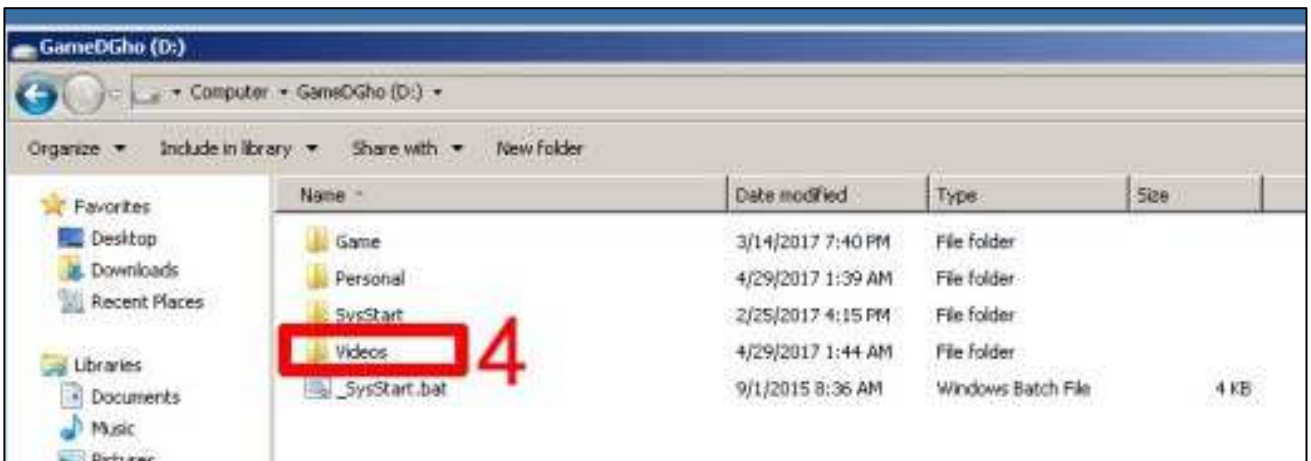 GameDGho (D:)
Computer GameDGho (D:)
Organize Include in library Share with New folder
Name Date modified Type Size
Favorites
Desktop
Downloads
Recent Places
Libraries
Documents
Music
Pictures
Game 3/14/2017 7:40 PM File folder
Personal 4/29/2017 1:39 AM File folder
SysStart 2/25/2017 4:15 PM File folder
Videos 4 4/29/2017 1:44 AM File folder
_SysStart.bat 9/1/2015 8:36 AM Windows Batch File 4 KB